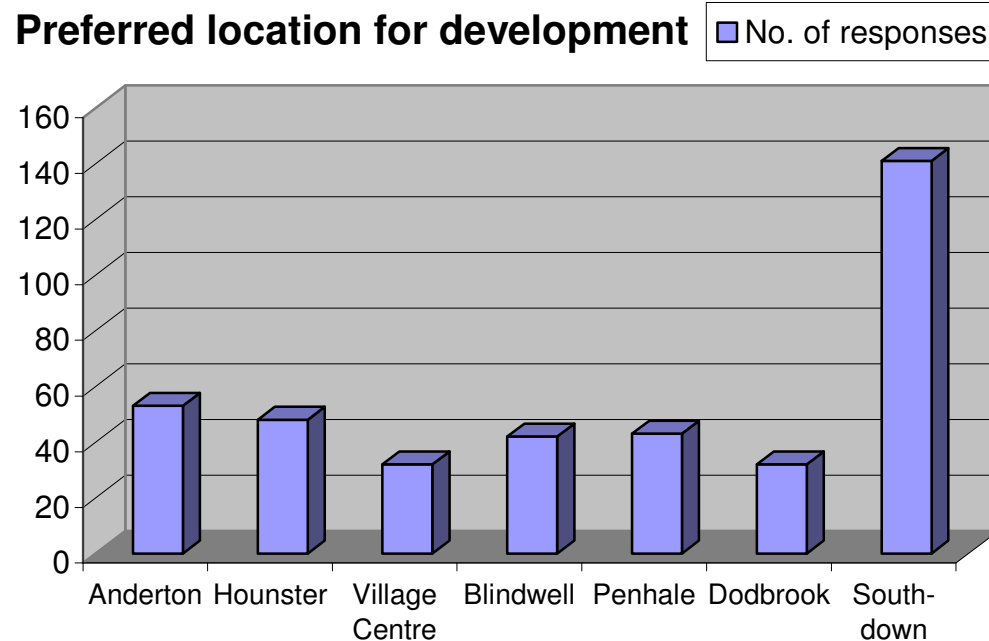 Preferred location for development
No. of responses
160
140
120
100
80
60
40
20
0
Anderton Hounster Village Blindwell Penhale Dodbrook South-
Centre down